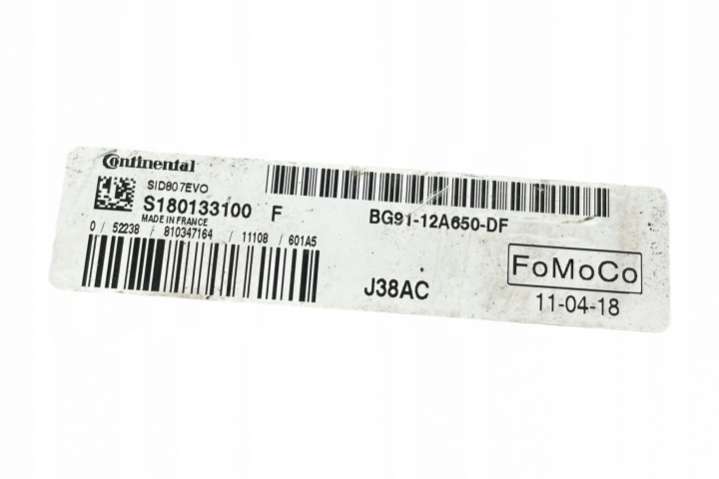 Continental
SID807EVO
S180133100 F
MADE IN FRANCE
0 / 52238 / 810347164 / 11108 / 601A5
BG91-12A650-DF
J38AC
FoMoCo
11-04-18